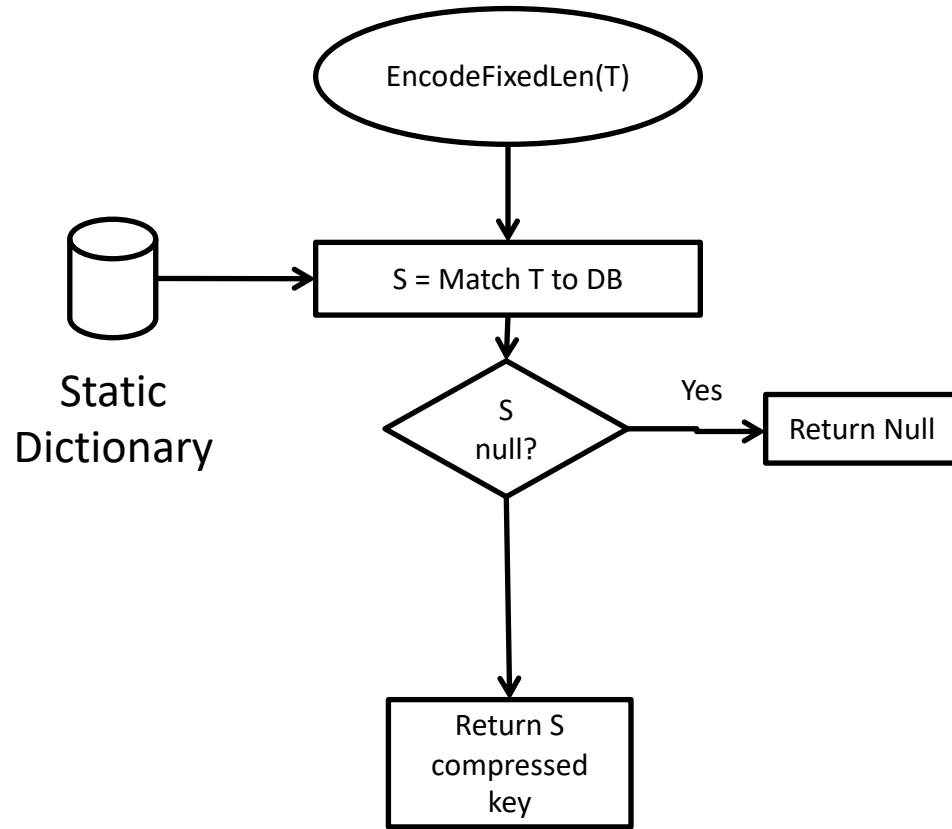 EncodeFixedLen(T)
S = Match T to DB
Static
Dictionary
S
null?
Yes
Return Null
Return S
compressed
key